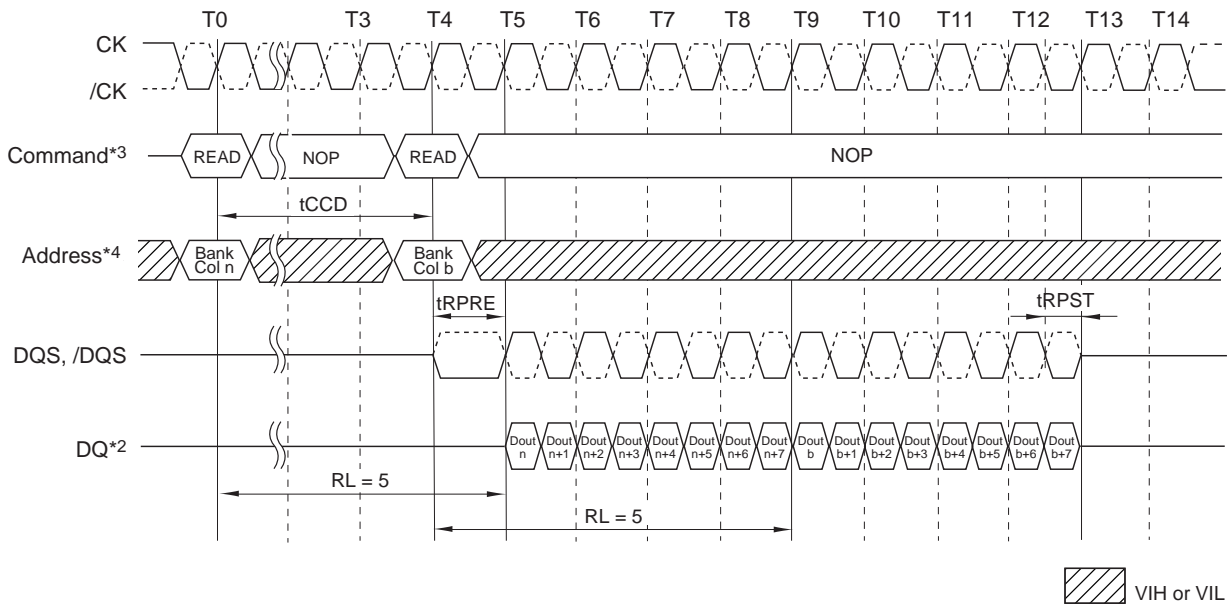 T0 T3 T4 T5 T6 T7 T8 T9 T10 T11 T12 T13 T14
CK
/CK
Command*3 READ NOP READ NOP
tCCD
Address*4 Bank Col n Bank Col b
tRPRE tRPST
DQS, /DQS
DQ*2 Dout n Dout n+1 Dout n+2 Dout n+3 Dout n+4 Dout n+5 Dout n+6 Dout n+7 Dout b Dout b+1 Dout b+2 Dout b+3 Dout b+4 Dout b+5 Dout b+6 Dout b+7
RL = 5
RL = 5
VIH or VIL